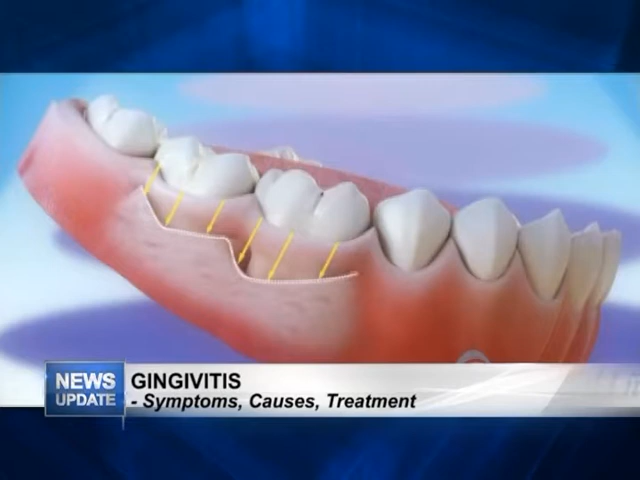 NEWS
UPDATE
GINGIVITIS
- Symptoms, Causes, Treatment